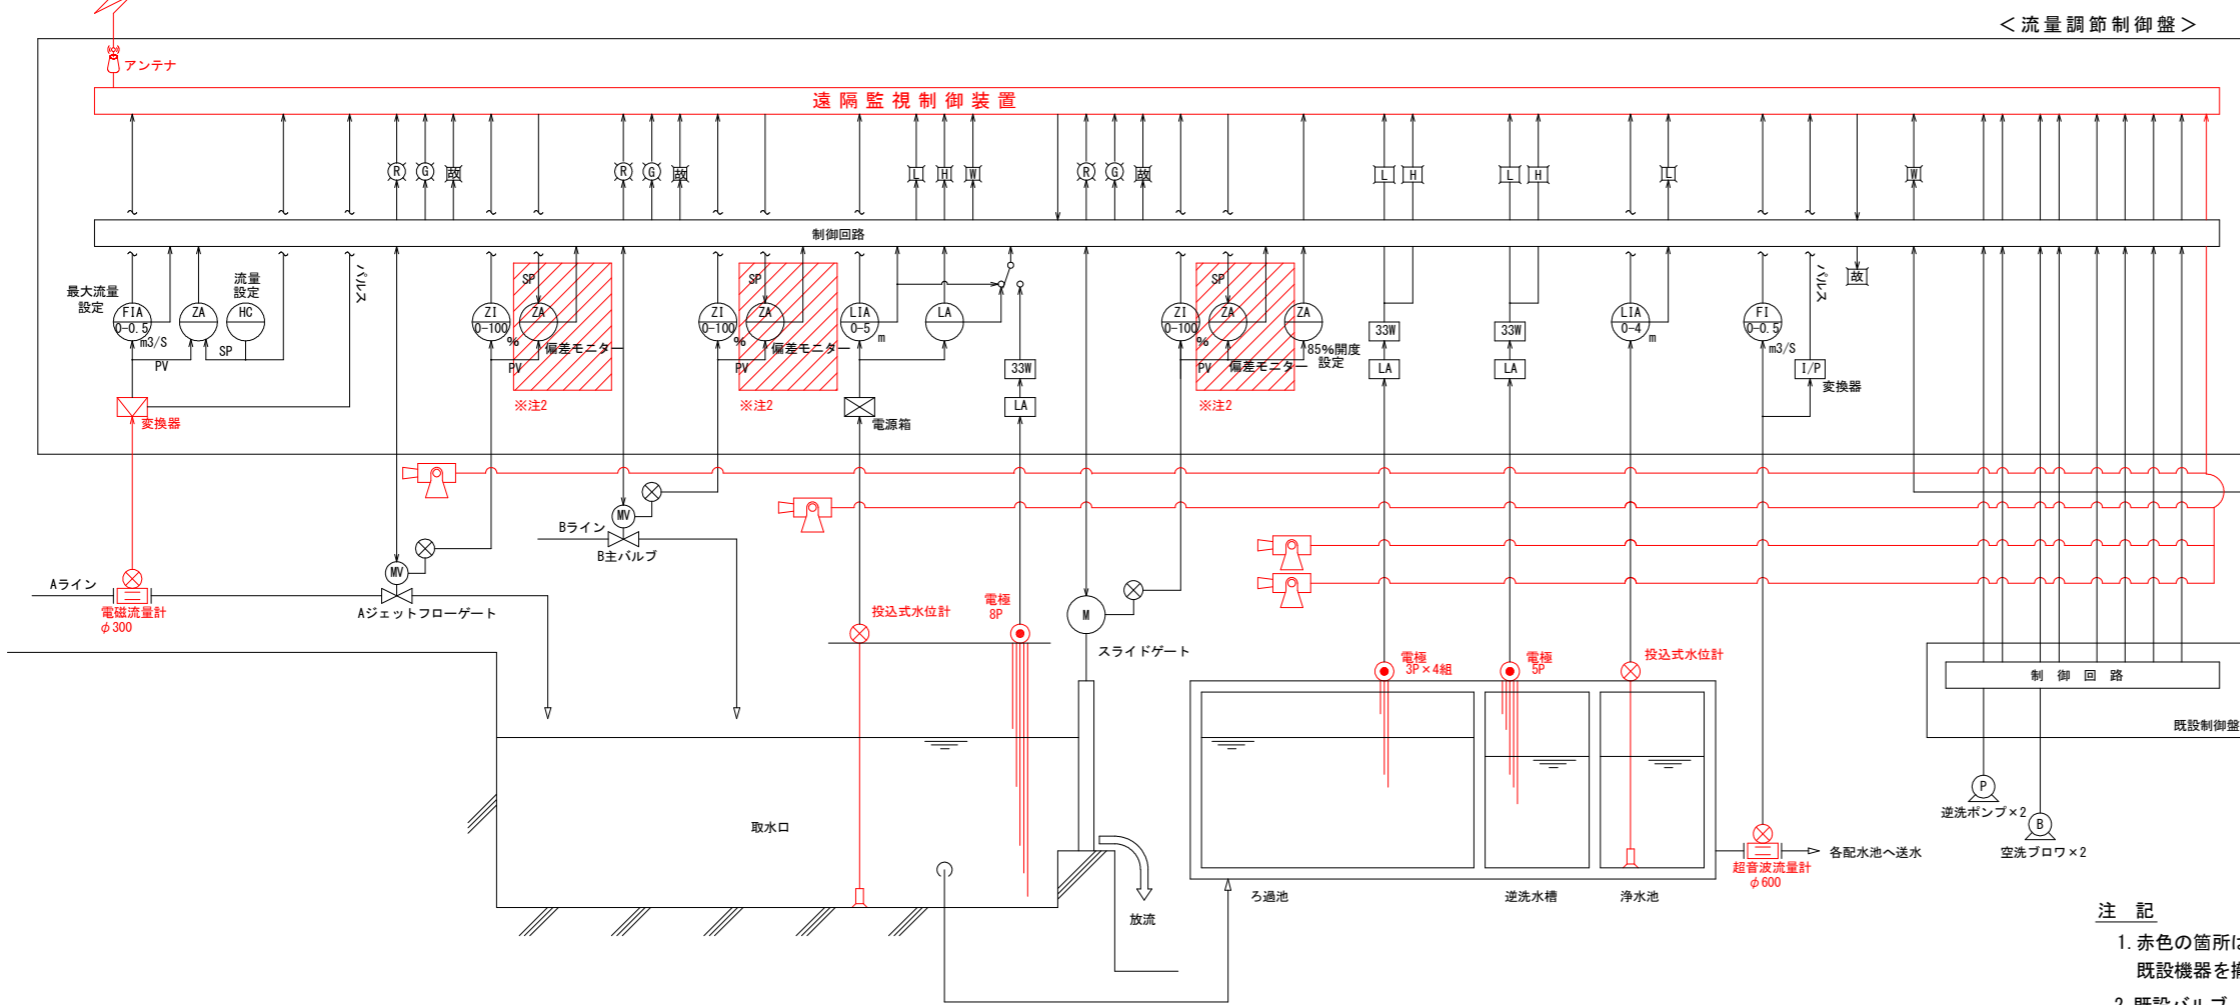 ＜流量調節制御盤＞
アンテナ
遠隔監視制御装置
R
G
故
R
G
故
L
H
W
R
G
故
L
H
L
H
L
W
制御回路
最大流量
設定
FIA
0-0.5
m3/S
ZA
流量
設定
HC
SP
PV
パルス
変換器
ZI
0-100
%
SP
ZA
偏差モニター
PV
※注2
ZI
0-100
%
SP
ZA
偏差モニター
PV
※注2
LIA
0-5
m
電源箱
LA
33W
LA
ZI
0-100
%
SP
ZA
偏差モニター
PV
※注2
ZA
85%開度
設定
33W
LA
33W
LA
LIA
0-4
m
FI
0-0.5
m3/S
パルス
I/P
変換器
故
Aライン
電磁流量計
φ300
MV
Aジェットフローゲート
Bライン
MV
B主バルブ
投込式水位計
電極
8P
M
スライドゲート
電極
3P×4組
電極
5P
投込式水位計
制御回路
既設制御盤
P
逆洗ポンプ×2
B
空洗ブロワ×2
取水口
放流
ろ過池
逆洗水槽
浄水池
超音波流量計
φ600
各配水池へ送水
注 記
1. 赤色の箇所は
既設機器を
2. 既設バルブ